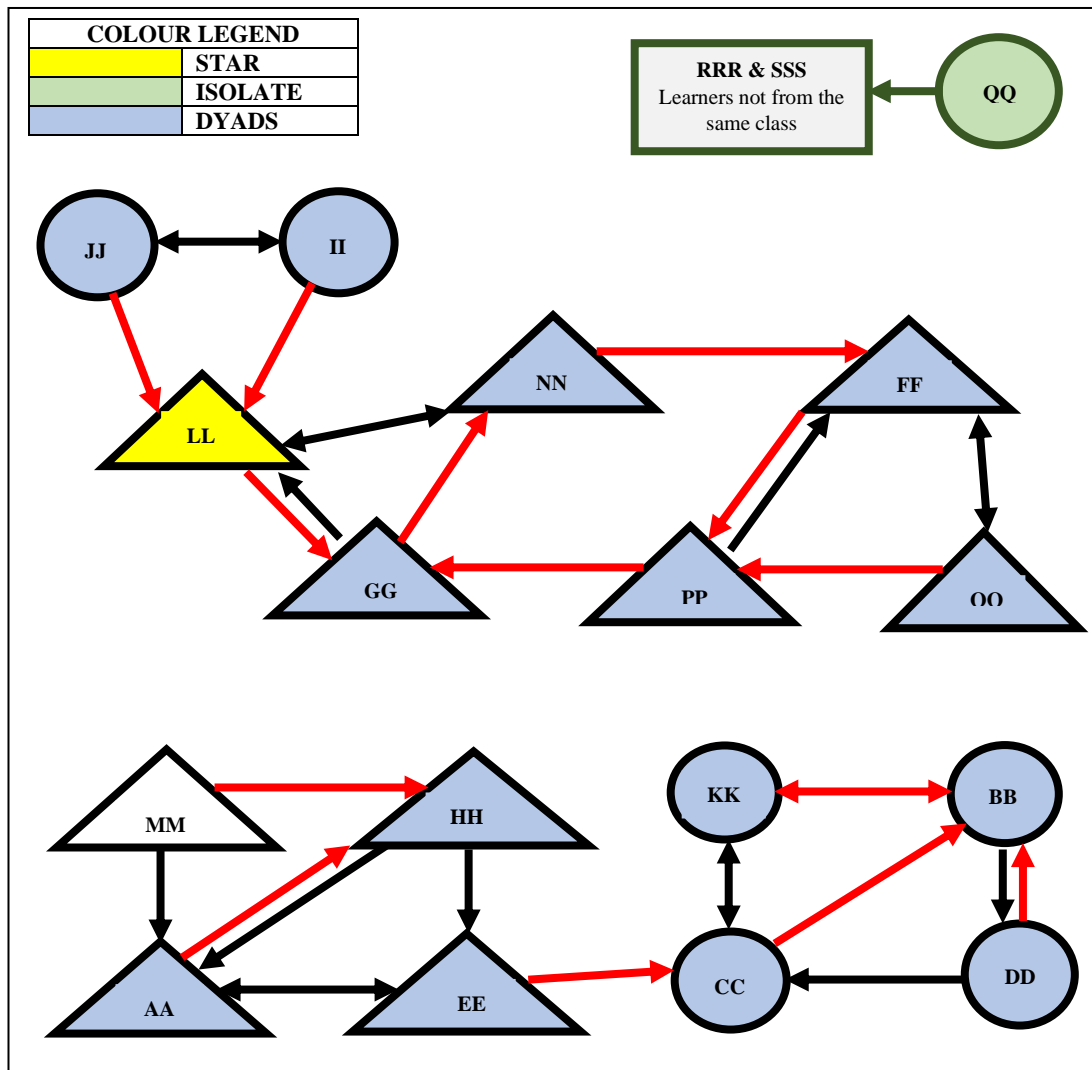 COLOUR LEGEND
STAR
ISOLATE
DYADS
RRR & SSS
Learners not from the
same class
QQ
JJ
II
NN
FF
LL
GG
PP
OO
MM
HH
KK
BB
AA
EE
CC
DD